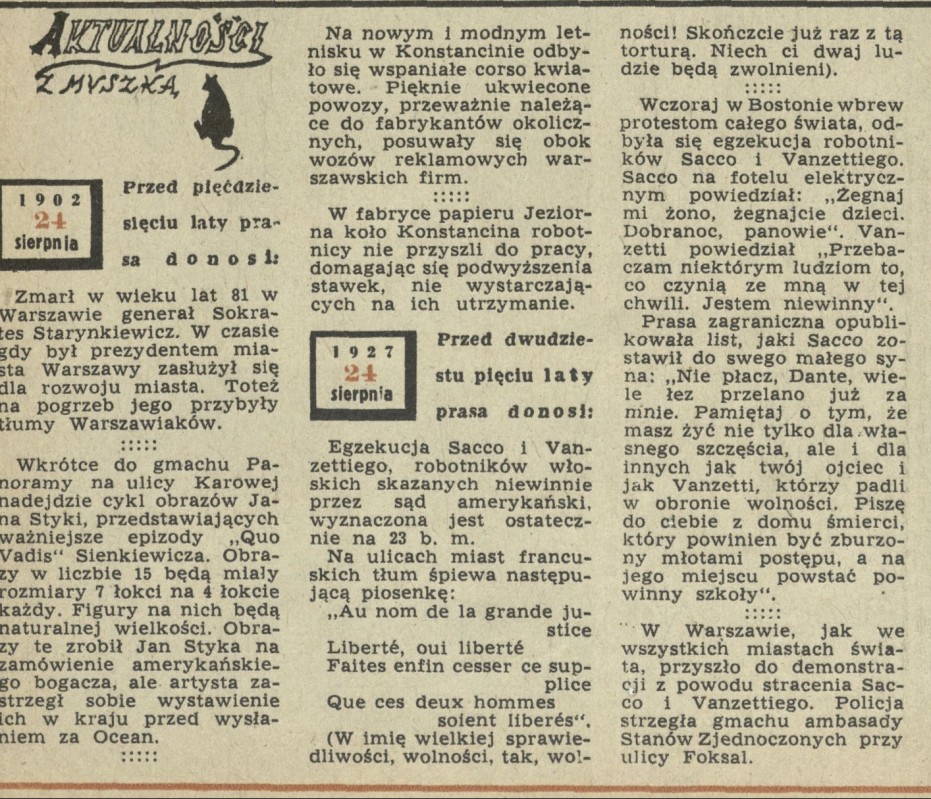 AKTUALNOŚCI
Z MYSZKĄ
1902
24
sierpnia
Przed pięćdzie-
sięciu laty pra-
sa donosi:
Zmarł w wieku lat 81 w
Warszawie generał Sokra-
tes Starynkiewicz. W czasie
gdy był prezydentem mia-
sta Warszawy zasłużył się
dla rozwoju miasta. Toteż
na pogrzeb jego przybyły
tłumy Warszawiaków.
:::::
Wkrótce do gmachu Pa-
noramy na ulicy Karowej
nadejdzie cykl obrazów Ja-
na Styki, przedstawiających
ważniejsze epizody „Quo
Vadis“ Sienkiewicza. Obra-
zy w liczbie 15 będą miały
rozmiary 7 łokci na 4 łokcie
każdy. Figury na nich będą
naturalnej wielkości. Obra-
zy te zrobił Jan Styka na
zamówienie amerykańskie-
go bogacza, ale artysta za-
strzegł sobie wystawienie
ich w kraju przed wysła-
niem za Ocean.
:::::
Na nowym i modnym let-
nisku w Konstancinie odby-
ło się wspaniałe corso kwia-
towe. Pięknie ukwiecone
powozy, przeważnie należą-
ce do fabrykantów okolicz-
nych, posuwały się obok
wozów reklamowych war-
szawskich firm.
:::::
W fabryce papieru Jezior-
na koło Konstancina robot-
nicy nie przyszli do pracy,
domagając się podwyższenia
stawek, nie wystarczają-
cych na ich utrzymanie.
1927
24
sierpnia
Przed dwudzie-
stu pięciu laty
prasa donosi:
Egzekucja Sacco i Van-
zettiego, robotników wło-
skich skazanych niewinnie
przez sąd amerykański,
wyznaczona jest ostatecz-
nie na 23 b. m.
Na ulicach miast francu-
skich tłum śpiewa następu-
jącą piosenkę:
„Au nom de la grande ju-
stice
Liberté, oui liberté
Faites enfin cesser ce sup-
plice
Que ces deux hommes
soient liberés“.
(W imię wielkiej sprawie-
dliwości, wolności, tak, wol-
ności! Skończcie już raz z tą
torturą. Niech ci dwaj lu-
dzie będą zwolnieni).
:::::
Wczoraj w Bostonie wbrew
protestom całego świata, od-
była się egzekucja robotni-
ków Sacco i Vanzettiego.
Sacco na fotelu elektrycz-
nym powiedział: „Żegnaj
mi żono, żegnajcie dzieci.
Dobranoc, panowie“. Van-
zetti powiedział „Przeba-
czam niektórym ludziom to,
co czynią ze mną w tej
chwili. Jestem niewinny“.
Prasa zagraniczna opubli-
kowała list, jaki Sacco zo-
stawił do swego małego sy-
na: „Nie płacz, Dante, wie-
le łez przelano już za
mnie. Pamiętaj o tym, że
masz żyć nie tylko dla wła-
snego szczęścia, ale i dla
innych jak twój ojciec i
jak Vanzetti, którzy padli
w obronie wolności. Piszę
do ciebie z domu śmierci,
który powinien być zburzo-
ny młotami postępu, a na
jego miejscu powstać po-
winny szkoły“.
:::::
W Warszawie, jak we
wszystkich miastach świa-
ta, przyszło do demonstra-
cji z powodu stracenia Sac-
co i Vanzettiego. Policja
strzegła gmachu ambasady
Stanów Zjednoczonych przy
ulicy Foksal.